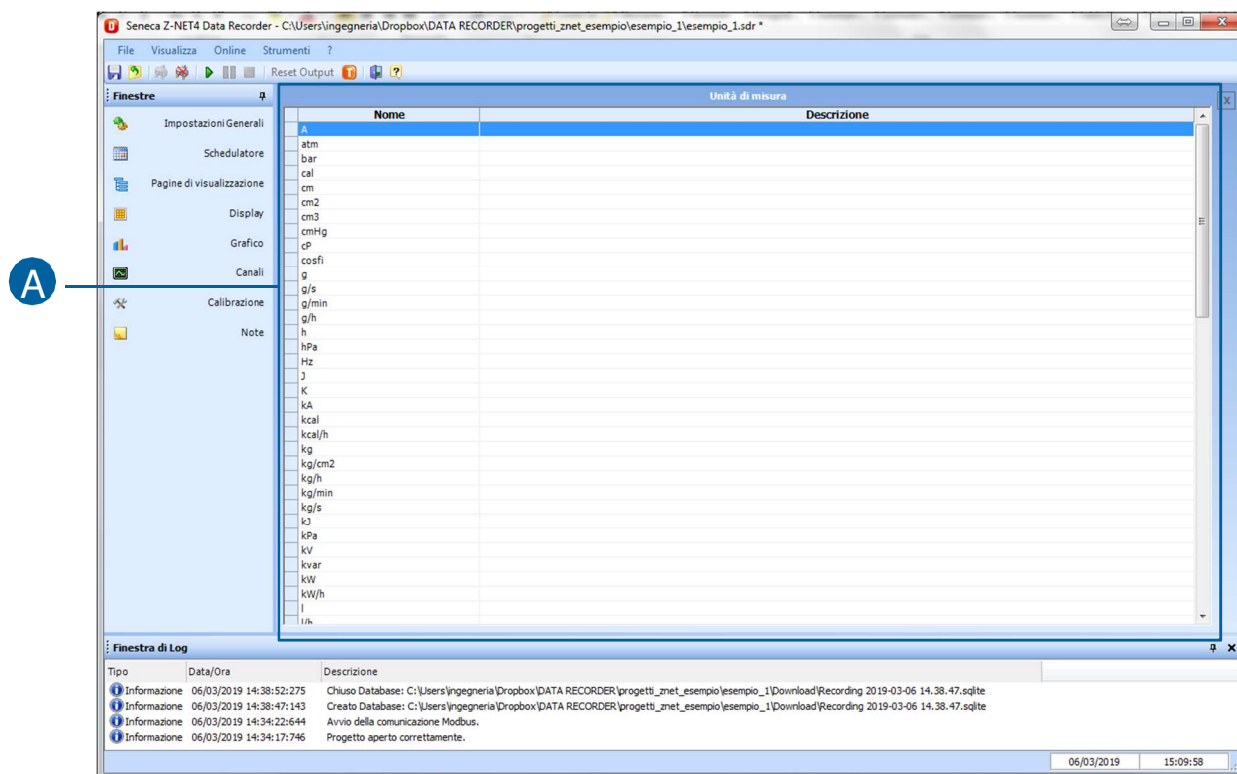 Seneca Z-NET4 Data Recorder - C:\Users\ingegneria\Dropbox\DATA RECORDER\progetti_znet_esempio\esempio_1\esempio_1.sdr *
File Visualizza Online Strumenti ?
Reset Output
Finestre
Impostazioni Generali
Schedulatore
Pagine di visualizzazione
Display
Grafico
Canali
Calibrazione
Note
A
Unità di misura
Nome Descrizione
A
atm
bar
cal
cm
cm2
cm3
cmHg
cP
cosfi
g
g/s
g/min
g/h
h
hPa
Hz
J
K
kA
kcal
kcal/h
kg
kg/cm2
kg/h
kg/min
kg/s
kJ
kPa
kV
kvar
kW
kW/h
l
l/h
Finestra di Log
Tipo Data/Ora Descrizione
Informazione 06/03/2019 14:38:52:275 Chiuso Database: C:\Users\ingegneria\Dropbox\DATA RECORDER\progetti_znet_esempio\esempio_1\Download\Recording 2019-03-06 14.38.47.sqlite
Informazione 06/03/2019 14:38:47:143 Creato Database: C:\Users\ingegneria\Dropbox\DATA RECORDER\progetti_znet_esempio\esempio_1\Download\Recording 2019-03-06 14.38.47.sqlite
Informazione 06/03/2019 14:34:22:644 Avvio della comunicazione Modbus.
Informazione 06/03/2019 14:34:17:746 Progetto aperto correttamente.
06/03/2019 15:09:58